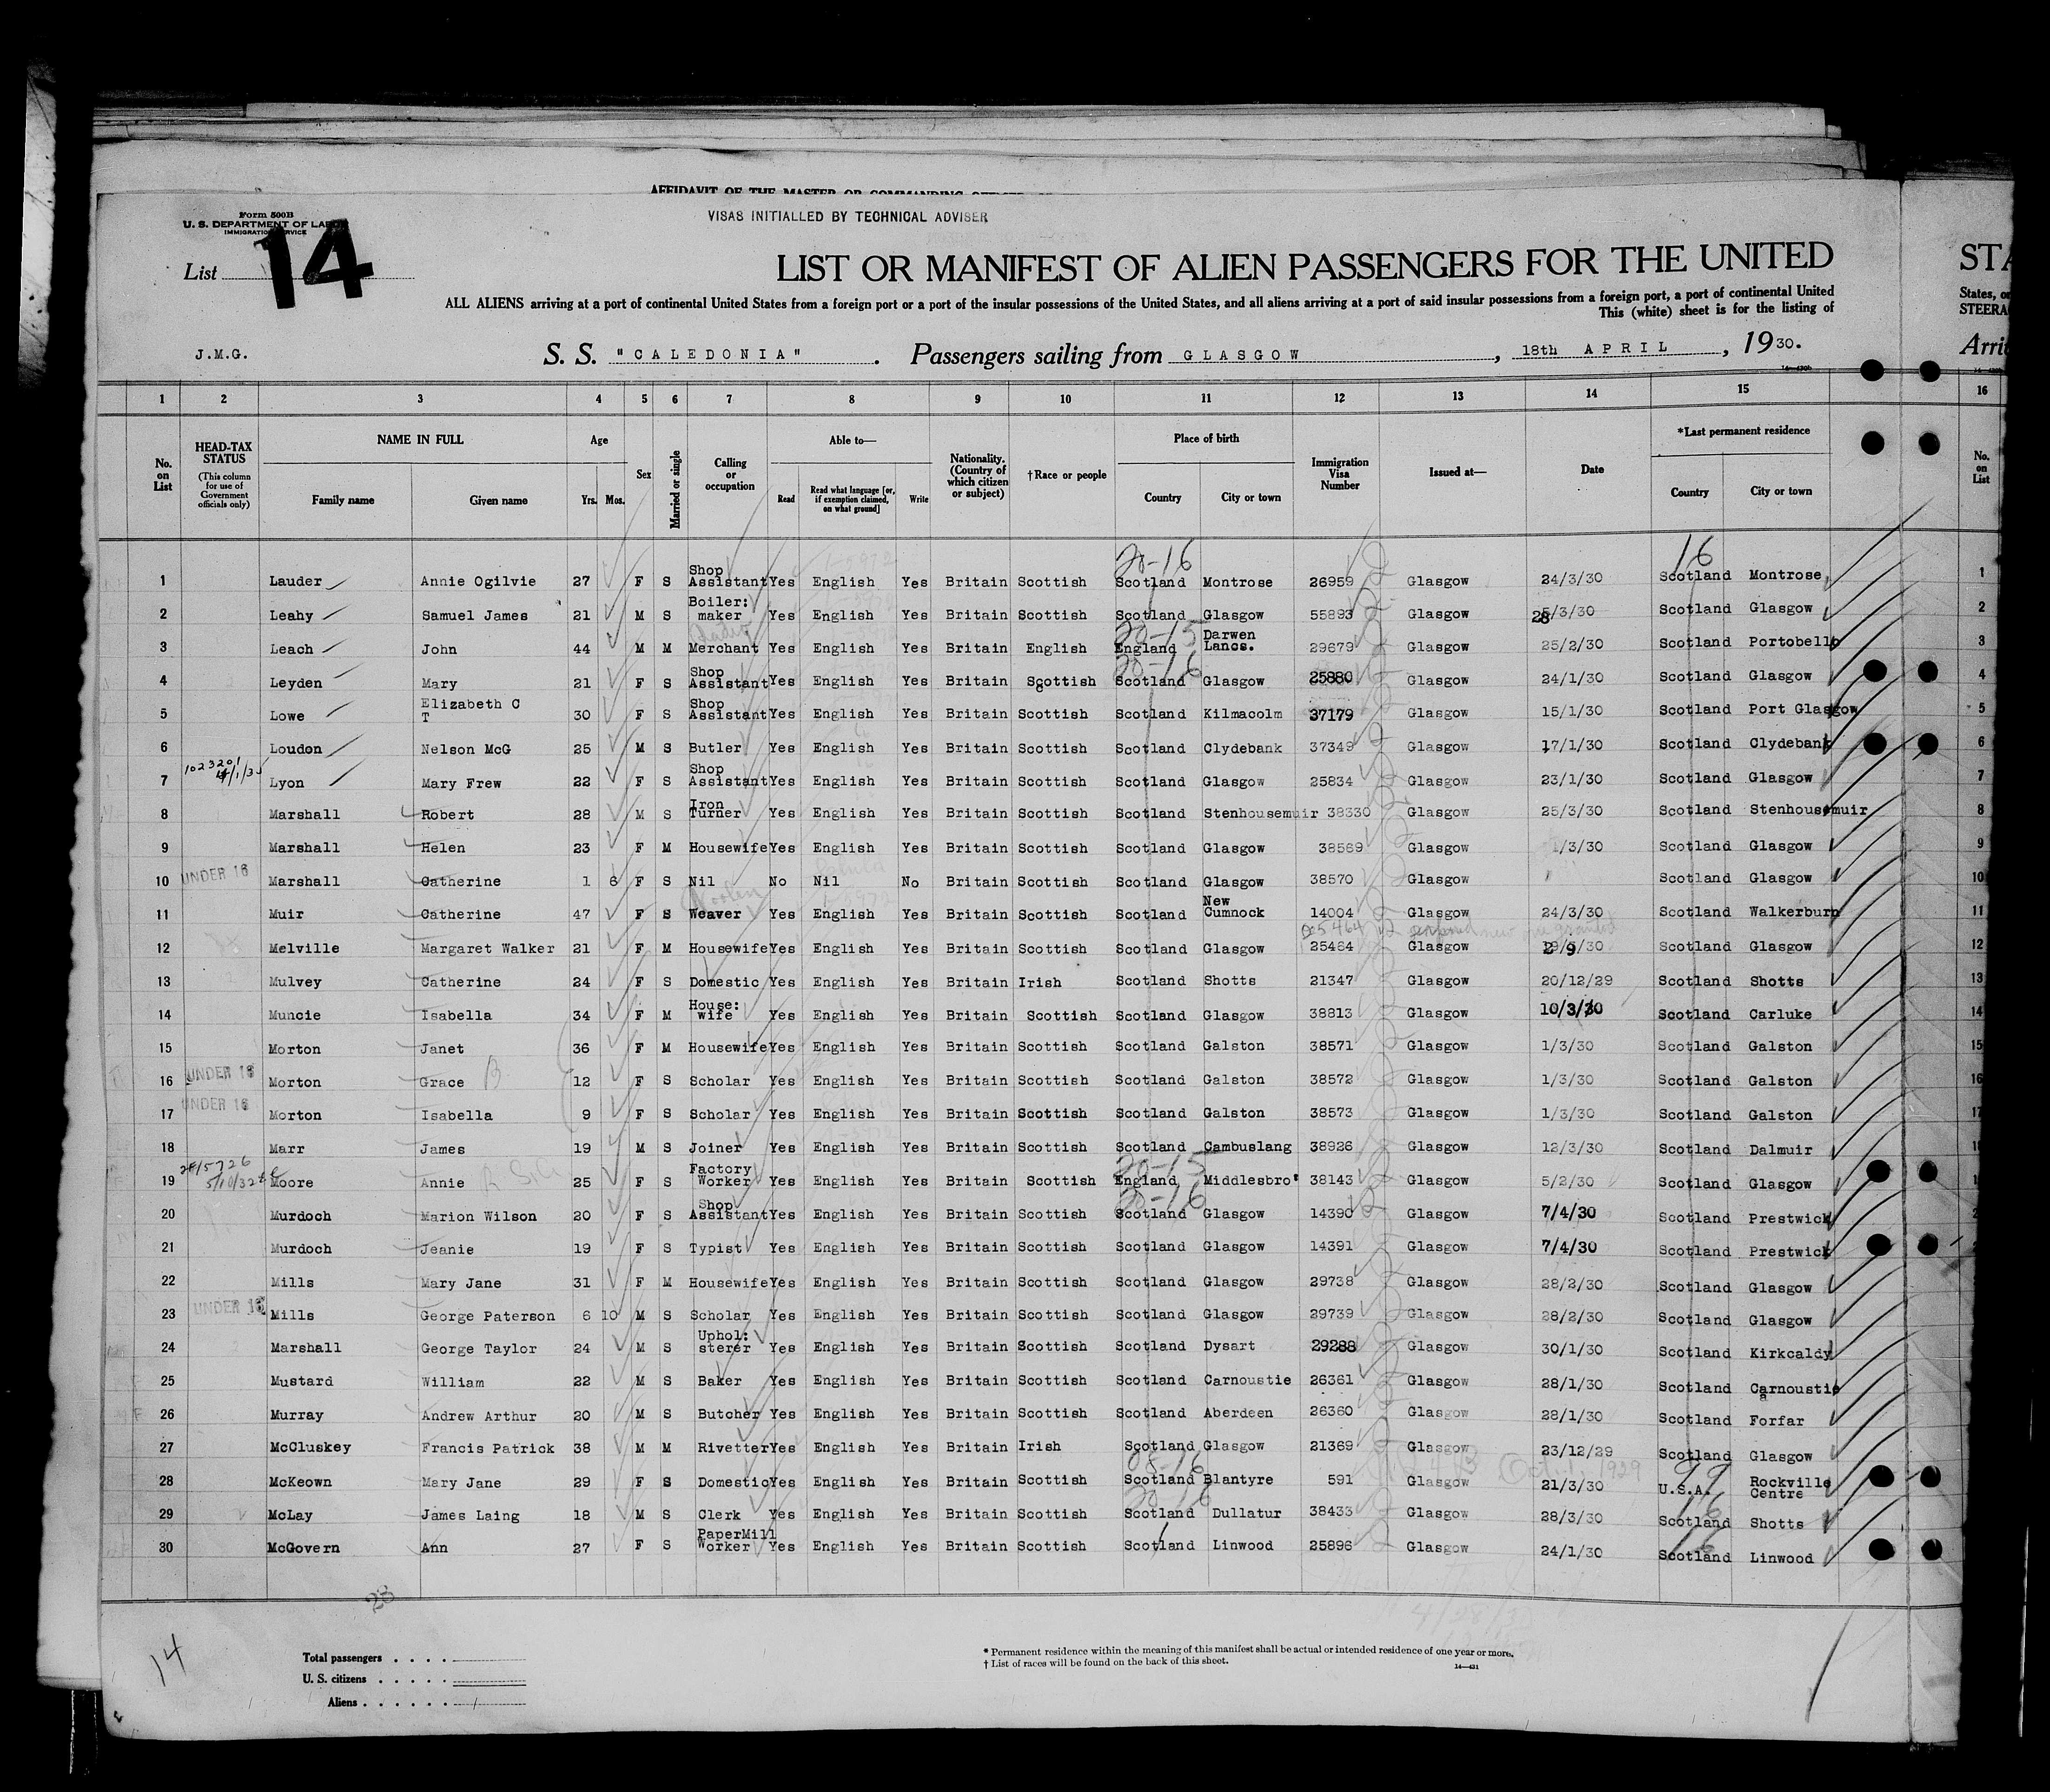 AFFIDAVIT OF THE MASTER OR COMMANDING OFFICER
Form 500B
U. S. DEPARTMENT OF LABOR
IMMIGRATION SERVICE
VISAS INITIALLED BY TECHNICAL ADVISER
List 14
LIST OR MANIFEST OF ALIEN PASSENGERS FOR THE UNITED
STA
ALL ALIENS arriving at a port of continental United States from a foreign port or a port of the insular possessions of the United States, and all aliens arriving at a port of said insular possessions from a foreign port, a port of continental United
States, or
This (white) sheet is for the listing of
STEERA
J.M.G. S. S. "CALEDONIA" . Passengers sailing from GLASGOW , 18th APRIL , 1930.
Arri
1 2 3 4 5 6 7 8 9 10 11 12 13 14 15 16
No. on List
HEAD-TAX STATUS (This column for use of Government officials only)
NAME IN FULL Family name Given name
Age Yrs. Mos.
Sex
Married or single
Calling or occupation
Able to— Read Read what language [or, if exemption claimed, on what ground] Write
Nationality. (Country of which citizen or subject)
†Race or people
Place of birth Country City or town
Immigration Visa Number
Issued at—
Date
*Last permanent residence Country City or town
No. on List
20-16 16
1 Lauder Annie Ogilvie 27 F S Shop Assistant Yes English Yes Britain Scottish Scotland Montrose 26959 Glasgow 24/3/30 Scotland Montrose 1
2 Leahy Samuel James 21 M S Boiler: maker Yes English Yes Britain Scottish Scotland Glasgow 55893 Glasgow 28/3/30 Scotland Glasgow 2
20-15
3 Leach John 44 M M Merchant Yes English Yes Britain English England Darwen Lancs. 29679 Glasgow 25/2/30 Scotland Portobello 3
20-16
4 Leyden Mary 21 F S Shop Assistant Yes English Yes Britain Scottish Scotland Glasgow 25880 Glasgow 24/1/30 Scotland Glasgow 4
5 Lowe Elizabeth C T 30 F S Shop Assistant Yes English Yes Britain Scottish Scotland Kilmacolm 37179 Glasgow 15/1/30 Scotland Port Glasgow 5
6 Loudon Nelson McG 25 M S Butler Yes English Yes Britain Scottish Scotland Clydebank 37349 Glasgow 17/1/30 Scotland Clydebank 6
1023201
7 Lyon Mary Frew 22 F S Shop Assistant Yes English Yes Britain Scottish Scotland Glasgow 25834 Glasgow 23/1/30 Scotland Glasgow 7
8 Marshall Robert 28 M S Iron Turner Yes English Yes Britain Scottish Scotland Stenhousemuir 38330 Glasgow 25/3/30 Scotland Stenhousemuir 8
9 Marshall Helen 23 F M Housewife Yes English Yes Britain Scottish Scotland Glasgow 38569 Glasgow 1/3/30 Scotland Glasgow 9
10 UNDER 16 Marshall Catherine 1 6 F S Nil No Nil No Britain Scottish Scotland Glasgow 38570 Glasgow Scotland Glasgow 10
11 Muir Catherine 47 F S Weaver Yes English Yes Britain Scottish Scotland New Cumnock 14004 Glasgow 24/3/30 Scotland Walkerburn 11
12 Melville Margaret Walker 21 F M Housewife Yes English Yes Britain Scottish Scotland Glasgow 25464 Glasgow Scotland Glasgow 12
13 Mulvey Catherine 24 F S Domestic Yes English Yes Britain Irish Scotland Shotts 21347 Glasgow 20/12/29 Scotland Shotts 13
14 Muncie Isabella 34 F M House: wife Yes English Yes Britain Scottish Scotland Glasgow 38813 Glasgow 10/3/30 Scotland Carluke 14
15 Morton Janet 36 F M Housewife Yes English Yes Britain Scottish Scotland Galston 38571 Glasgow 1/3/30 Scotland Galston 15
16 UNDER 16 Morton Grace 12 F S Scholar Yes English Yes Britain Scottish Scotland Galston 38572 Glasgow 1/3/30 Scotland Galston 16
17 UNDER 16 Morton Isabella 9 F S Scholar Yes English Yes Britain Scottish Scotland Galston 38573 Glasgow 1/3/30 Scotland Galston 17
18 Marr James 19 M S Joiner Yes English Yes Britain Scottish Scotland Cambuslang 38926 Glasgow 12/3/30 Scotland Dalmuir
20-15
19 Moore Annie 25 F S Factory Worker Yes English Yes Britain Scottish England Middlesbro' 38143 Glasgow 5/2/30 Scotland Glasgow
20-16
20 Murdoch Marion Wilson 20 F S Shop Assistant Yes English Yes Britain Scottish Scotland Glasgow 14390 Glasgow 7/4/30 Scotland Prestwick
21 Murdoch Jeanie 19 F S Typist Yes English Yes Britain Scottish Scotland Glasgow 14391 Glasgow 7/4/30 Scotland Prestwick
22 Mills Mary Jane 31 F M Housewife Yes English Yes Britain Scottish Scotland Glasgow 29738 Glasgow 28/2/30 Scotland Glasgow
23 UNDER 16 Mills George Paterson 6 10 M S Scholar Yes English Yes Britain Scottish Scotland Glasgow 29739 Glasgow 28/2/30 Scotland Glasgow
24 Marshall George Taylor 24 M S Uphol: sterer Yes English Yes Britain Scottish Scotland Dysart 29288 Glasgow 30/1/30 Scotland Kirkcaldy
25 Mustard William 22 M S Baker Yes English Yes Britain Scottish Scotland Carnoustie 26361 Glasgow 28/1/30 Scotland Carnoustie
26 Murray Andrew Arthur 20 M S Butcher Yes English Yes Britain Scottish Scotland Aberdeen 26360 Glasgow 28/1/30 Scotland Forfar
27 McCluskey Francis Patrick 38 M M Rivetter Yes English Yes Britain Irish Scotland Glasgow 21369 Glasgow 23/12/29 Scotland Glasgow
28 McKeown Mary Jane 29 F S Domestic Yes English Yes Britain Scottish Scotland Blantyre 591 Glasgow 21/3/30 U.S.A. Rockville Centre
20-16
29 McLay James Laing 18 M S Clerk Yes English Yes Britain Scottish Scotland Dullatur 38433 Glasgow 28/3/30 Scotland Shotts
30 McGovern Ann 27 F S PaperMill Worker Yes English Yes Britain Scottish Scotland Linwood 25896 Glasgow 24/1/30 Scotland Linwood
28
14
Total passengers . . . .
U. S. citizens . . . . .
Aliens . . . . . . .
* Permanent residence within the meaning of this manifest shall be actual or intended residence of one year or more.
† List of races will be found on the back of this sheet.
14—431